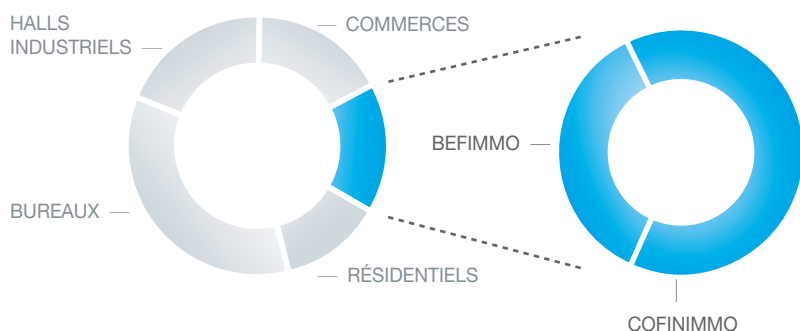 HALLS
INDUSTRIELS
COMMERCES
BEFIMMO
BUREAUX
RÉSIDENTIELS
COFINIMMO